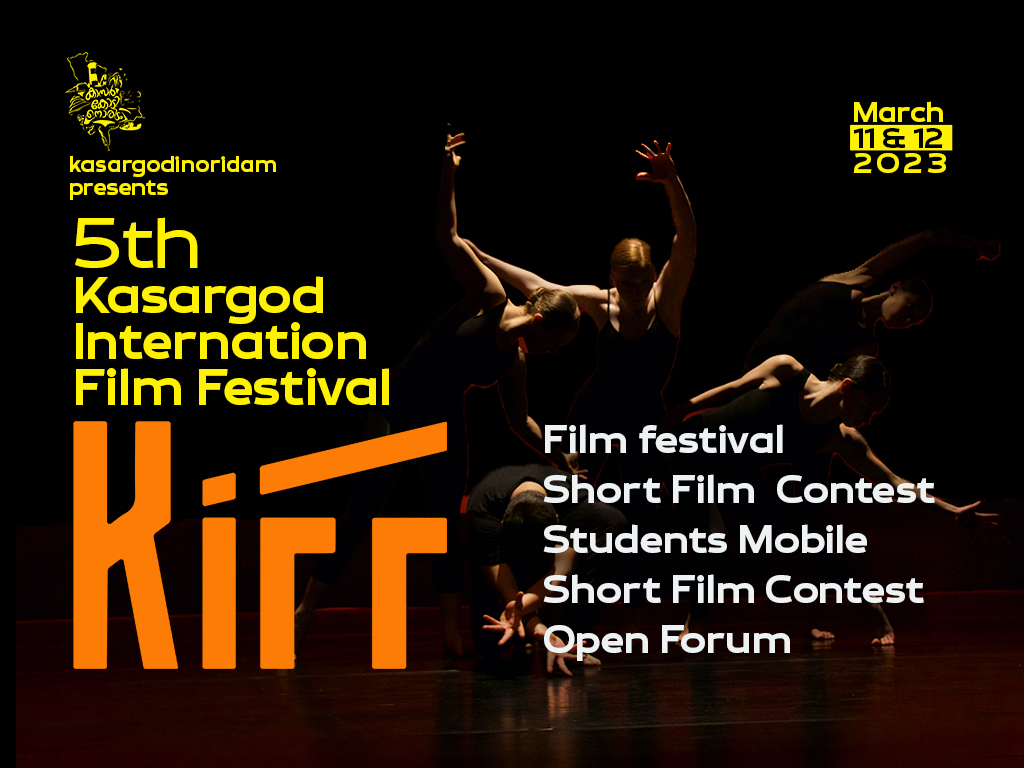 കാസർ
കോടി
നൊരിടം
kasargodinoridam
presents
March
11 & 12
2023
5th
Kasargod
Internation
Film Festival
Kiff
Film festival
Short Film Contest
Students Mobile
Short Film Contest
Open Forum